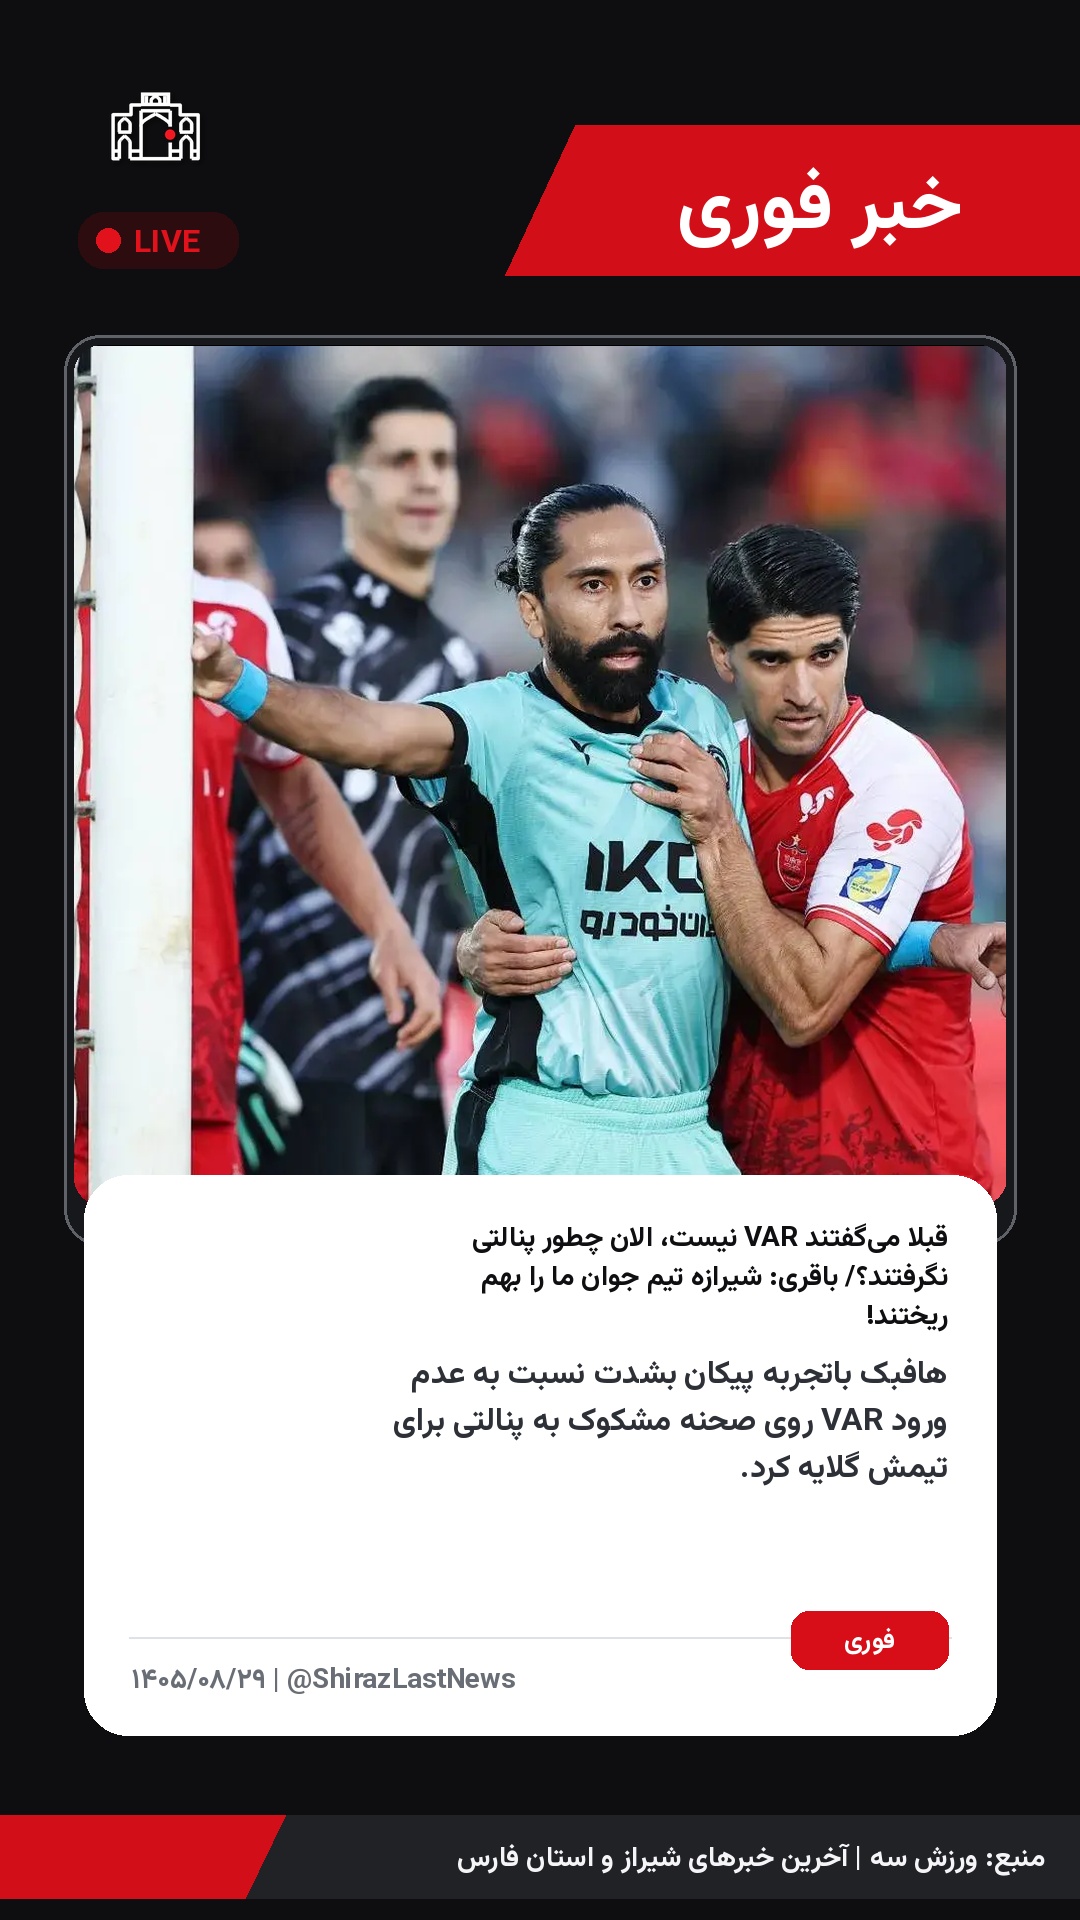 خبر فوری
LIVE
IKCO
ایران‌خودرو
قبلا می‌گفتند VAR نیست، الان چطور پنالتی
نگرفتند؟/ باقری: شیرازه تیم جوان ما را بهم
ریختند!
هافبک باتجربه پیکان بشدت نسبت به عدم
ورود VAR روی صحنه مشکوک به پنالتی برای
تیمش گلایه کرد.
فوری
۱۴۰۵/۰۸/۲۹ | @ShirazLastNews
منبع: ورزش سه | آخرین خبرهای شیراز و استان فارس